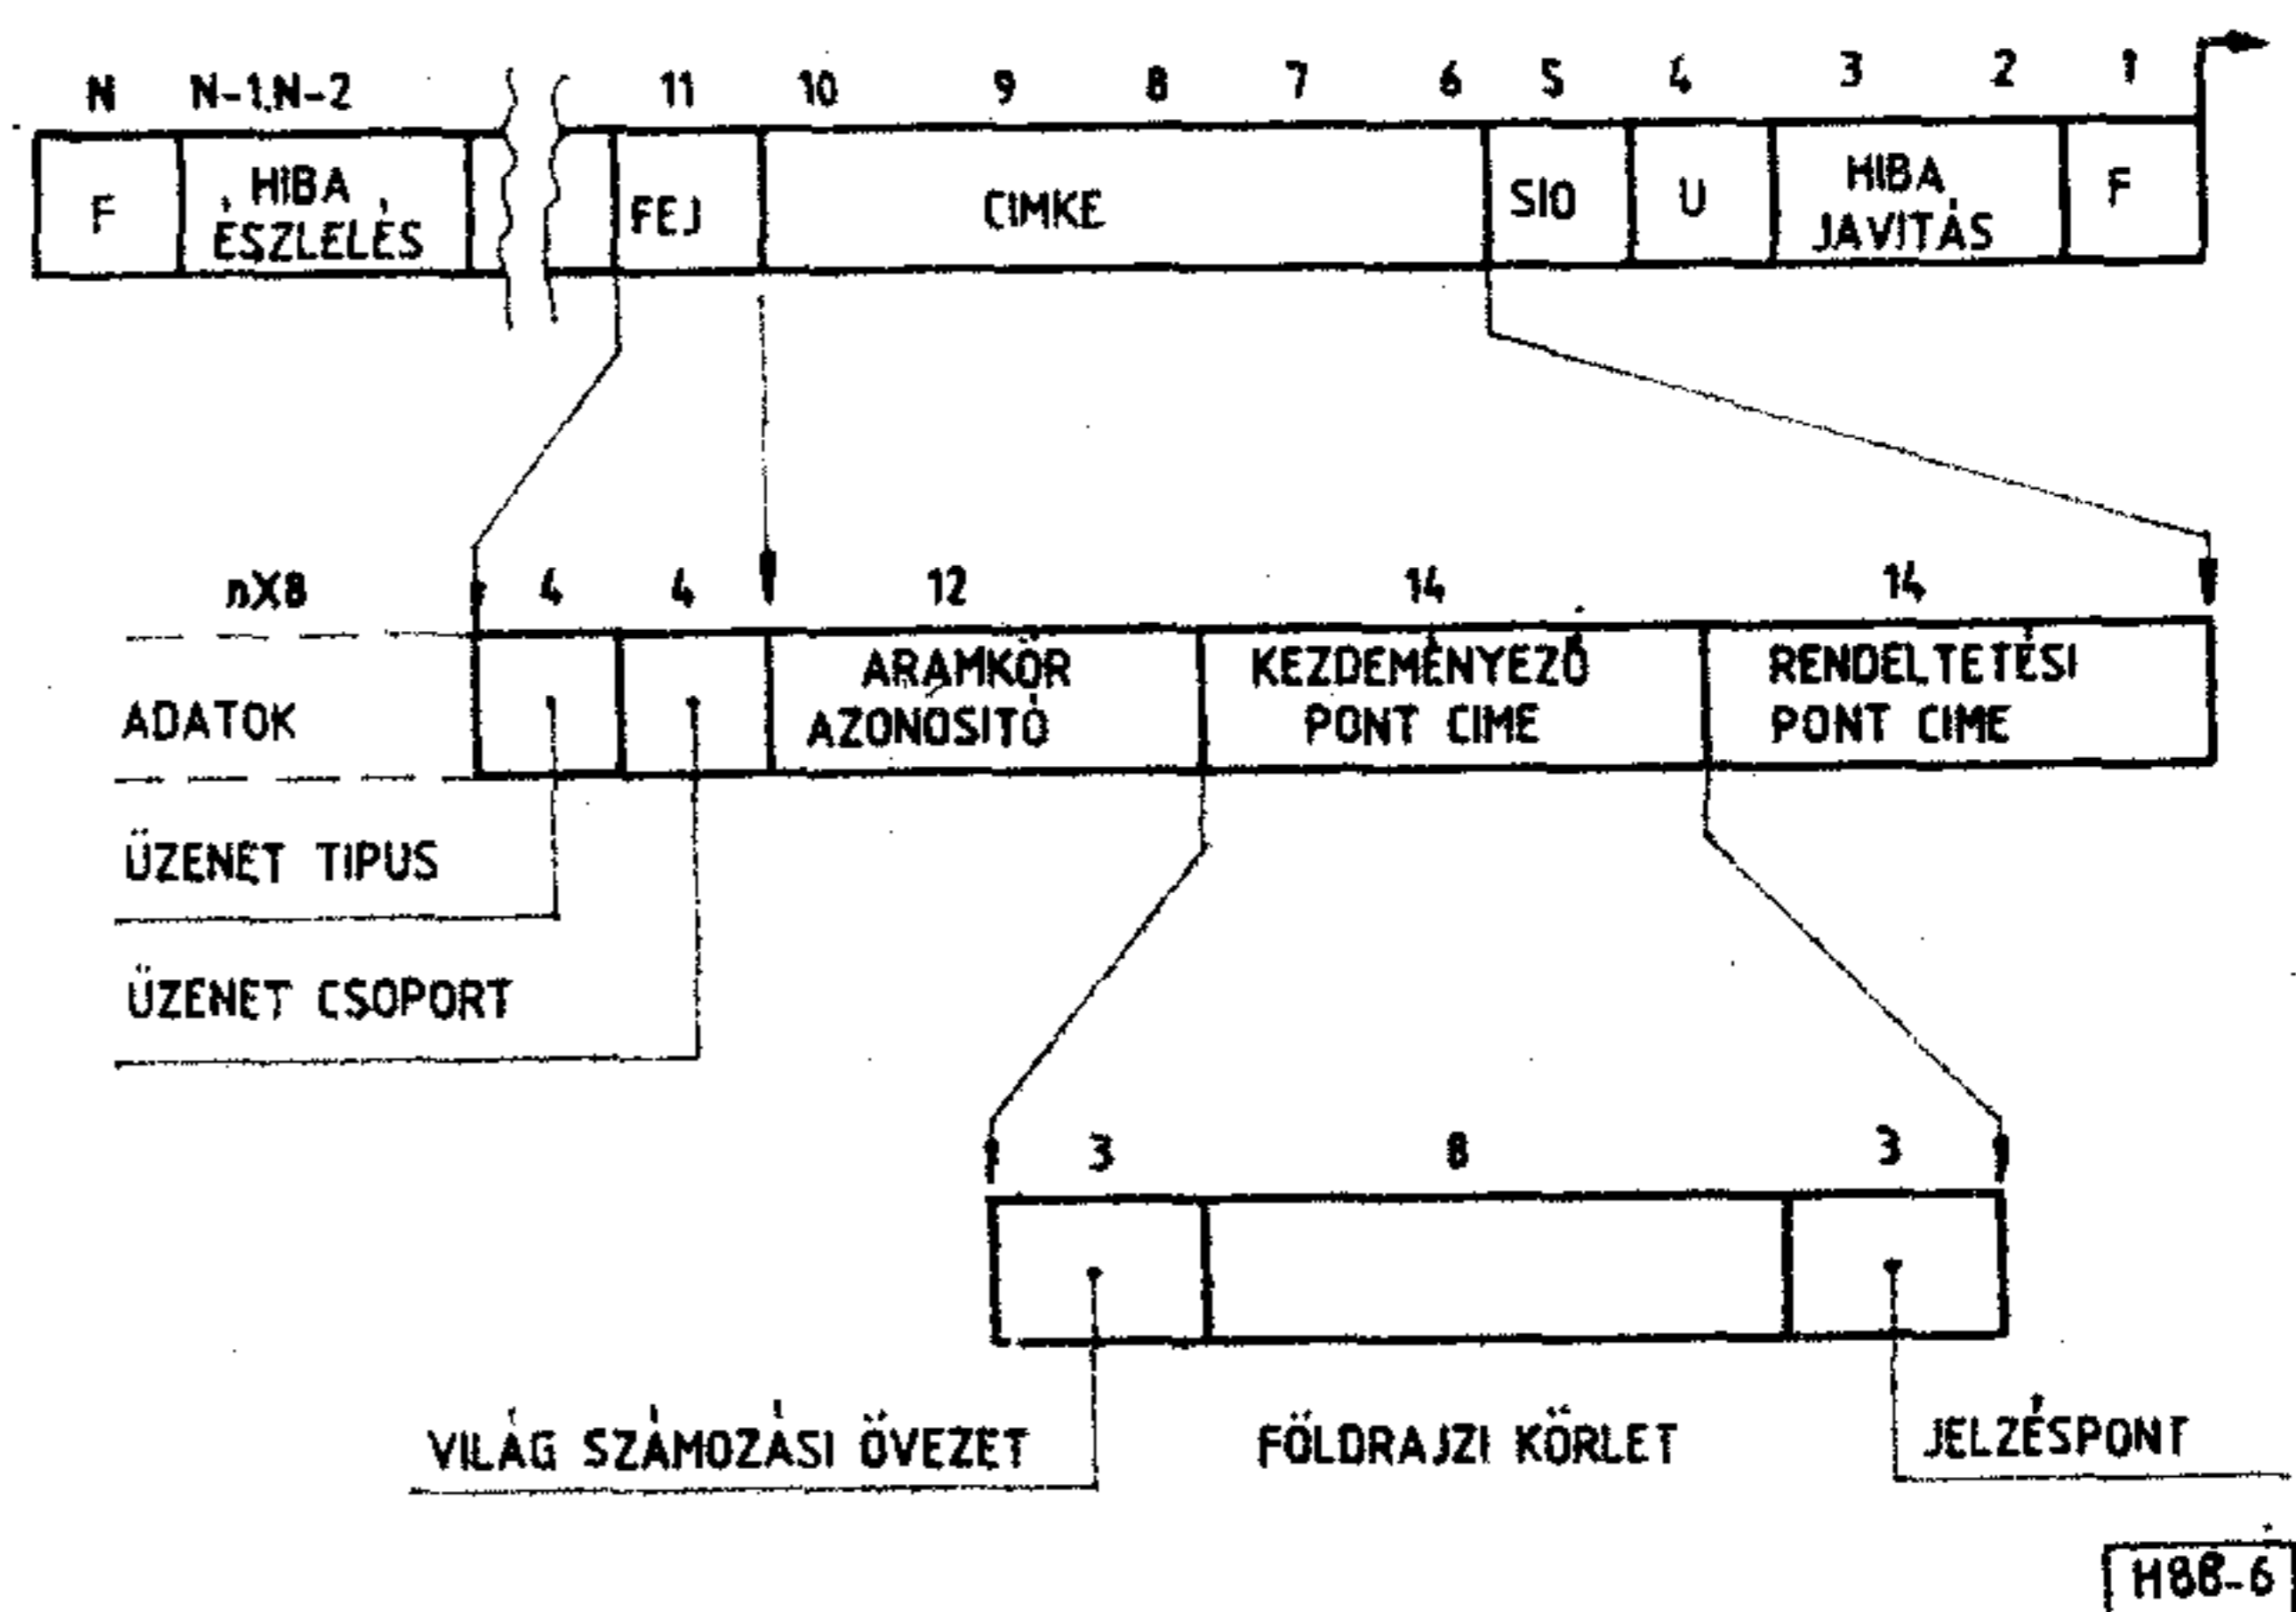 N N-1,N-2 11 10 9 8 7 6 5 4 3 2 1
F HIBA ÉSZLELÉS FEJ CIMKE SIO U HIBA JAVITÁS F
nX8 4 4 12 14 14
ADATOK
ÁRAMKÖR
AZONOSITÓ
KEZDEMÉNYEZŐ
PONT CIME
RENDELTETÉSI
PONT CIME
ÜZENET TIPUS
ÜZENET CSOPORT
3 8 3
VILÁG SZÁMOZÁSI ÖVEZET
FÖLDRAJZI KÖRLET
JELZÉSPONT
H88-6